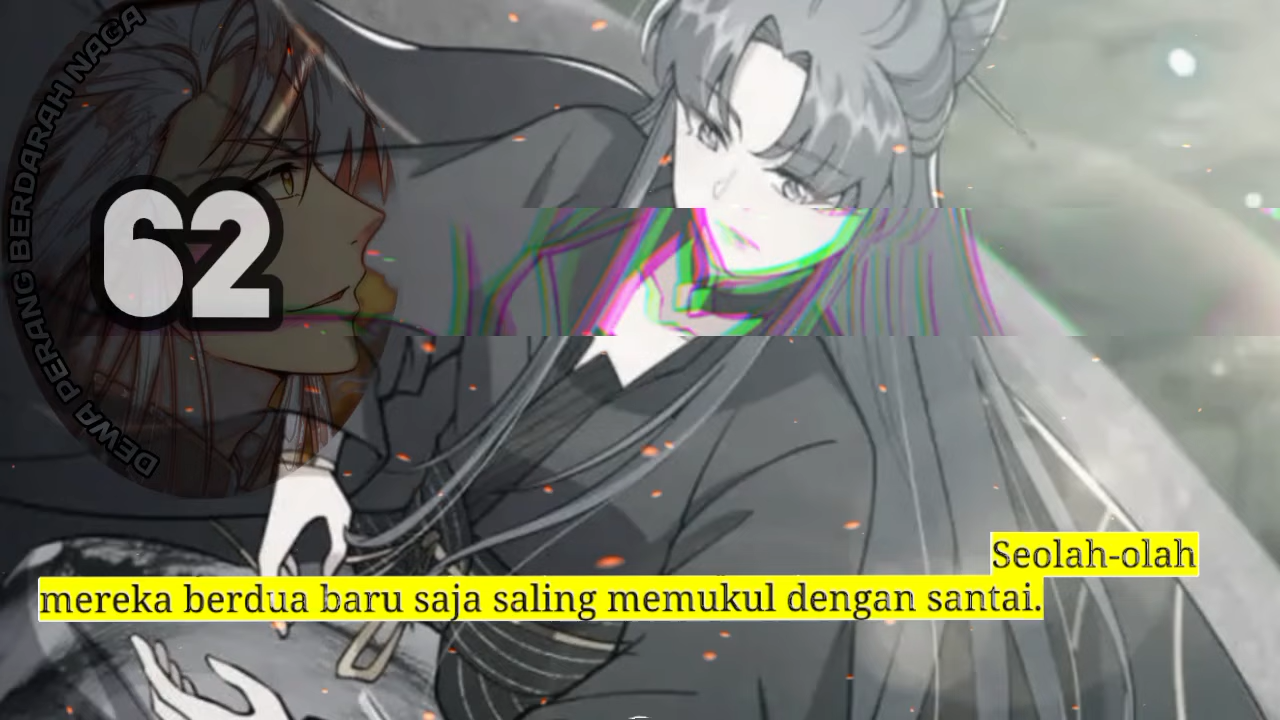 DEWA PERANG BERDARAH NAGA
62
Seolah-olah
mereka berdua baru saja saling memukul dengan santai.